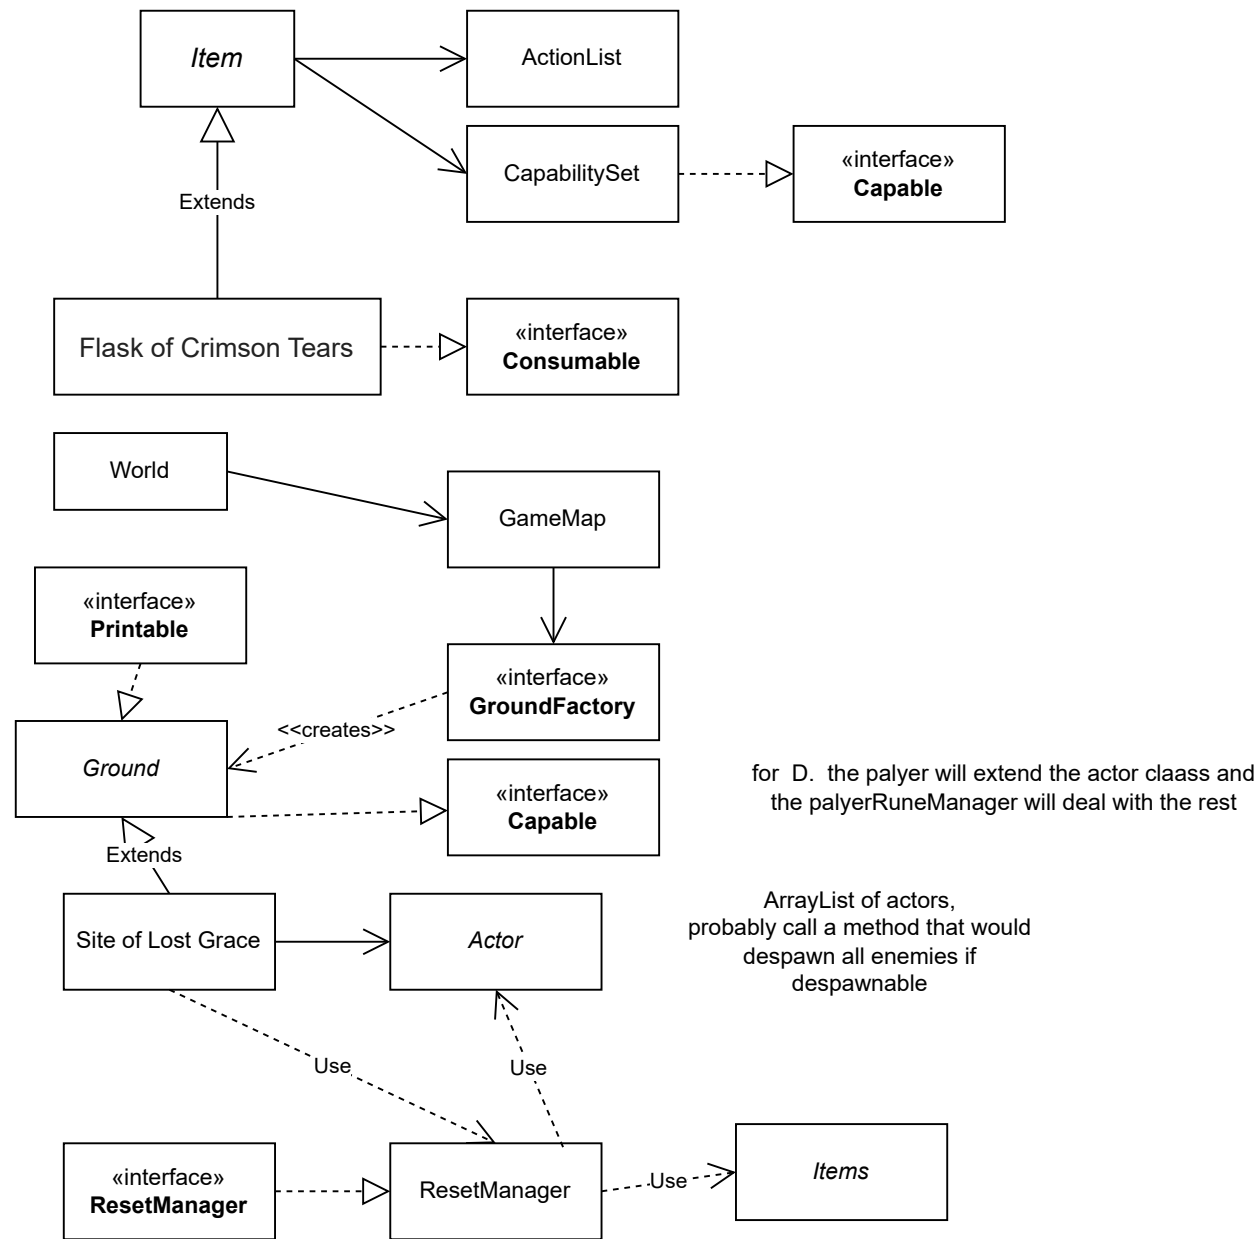 Item
ActionList
CapabilitySet
«interface»
Capable
Extends
Flask of Crimson Tears
«interface»
Consumable
World
GameMap
«interface»
Printable
«interface»
GroundFactory
<<creates>>
Ground
«interface»
Capable
for D. the palyer will extend the actor claass and
the palyerRuneManager will deal with the rest
Extends
Site of Lost Grace
Actor
ArrayList of actors,
probably call a method that would
despawn all enemies if
despawnable
Use
Use
«interface»
ResetManager
ResetManager
Use
Items